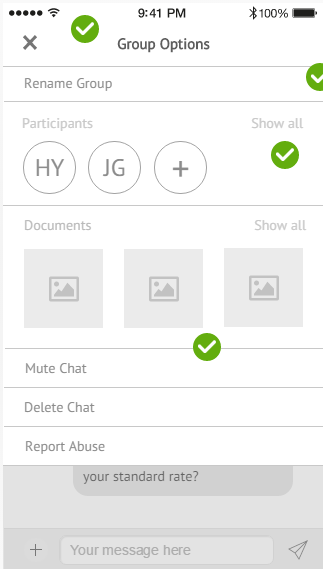 9:41 PM
100%
Group Options
Rename Group
Participants
Show all
HY
JG
Documents
Show all
Mute Chat
Delete Chat
Report Abuse
your standard rate?
Your message here